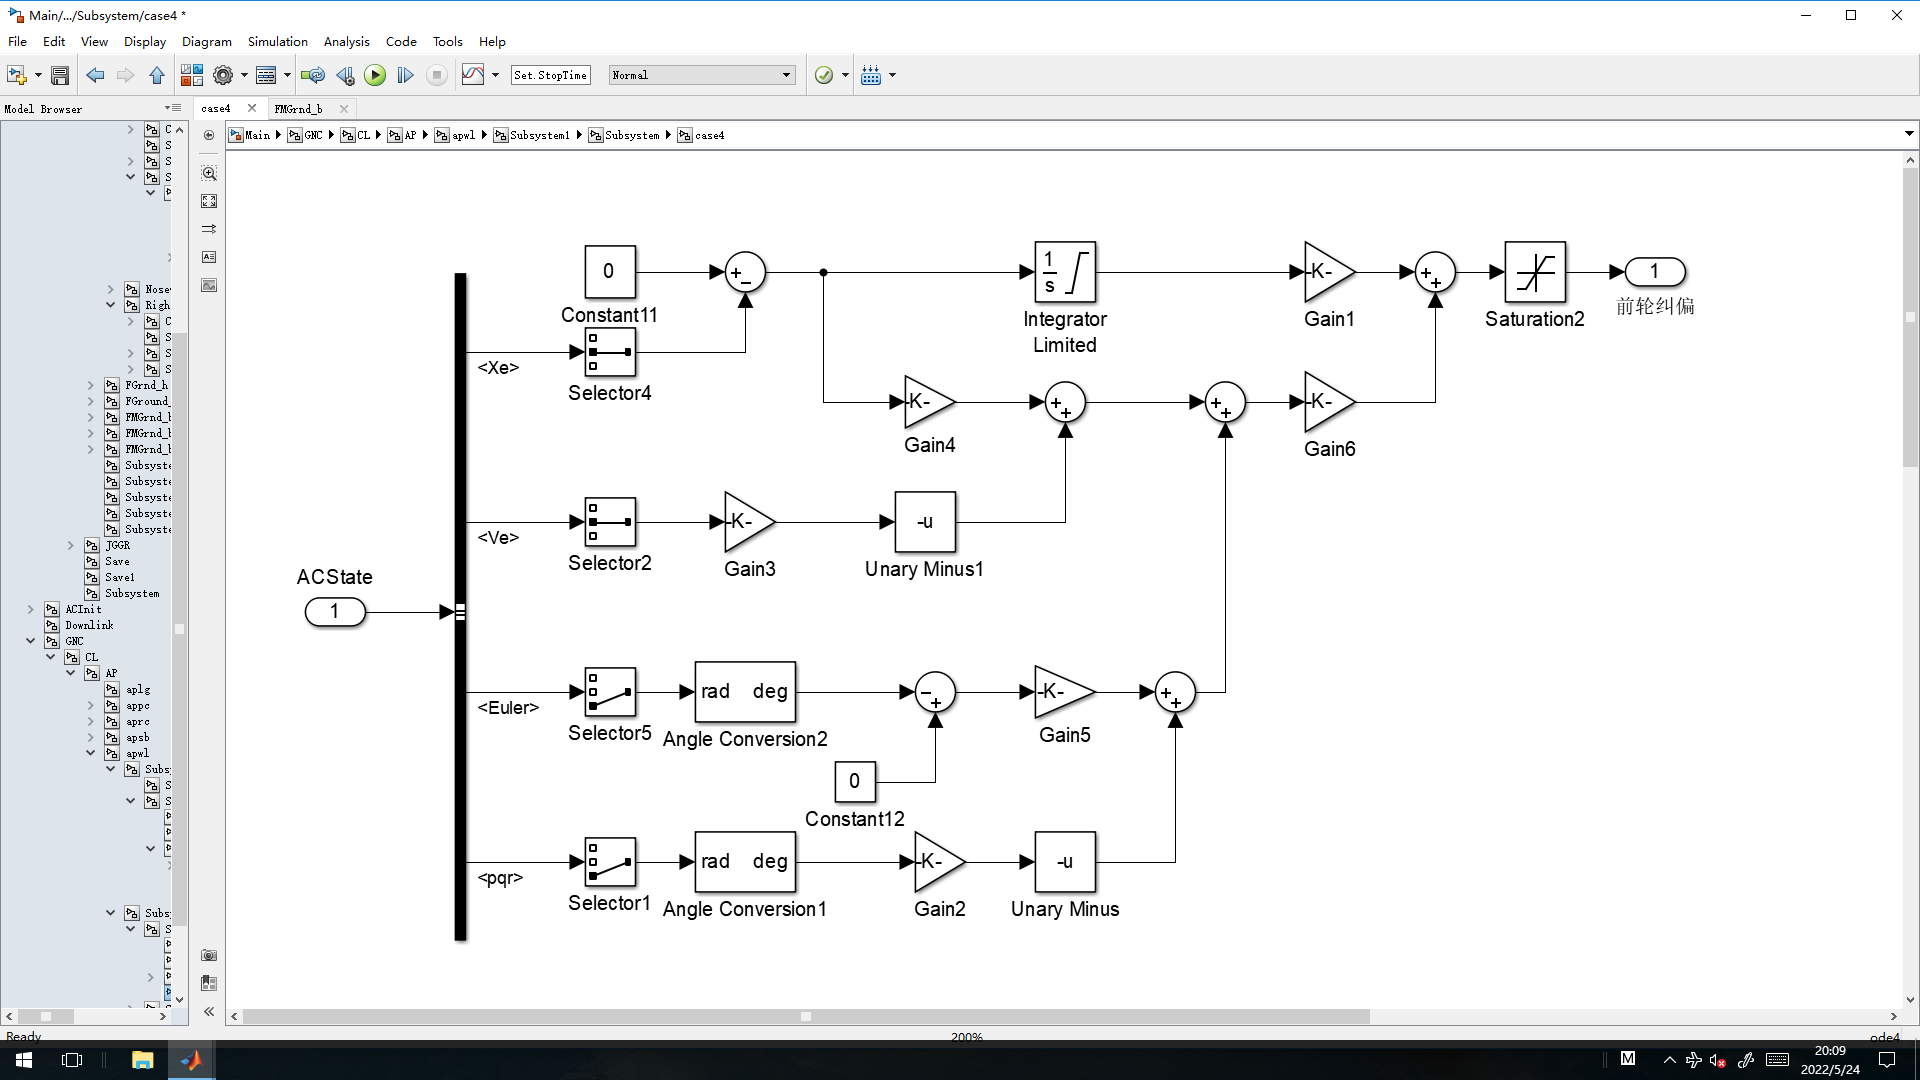 Main/.../Subsystem/case4 *
File Edit View Display Diagram Simulation Analysis Code Tools Help
Set.StopTime Normal
Model Browser
case4 FMGrnd_b
Main GNC CL AP apwl Subsystem1 Subsystem case4
Nose
Righ
FGrnd_h
FGround_
FMGrnd_
FMGrnd_
FMGrnd_
Subsyste
Subsyste
Subsyste
Subsyste
Subsyste
JGGR
Save
Save1
Subsystem
ACInit
Downlink
GNC
CL
AP
aplg
appc
aprc
apsb
apwl
Subs
Subs
0
Constant11
+
−
1
s
Integrator
Limited
-K-
Gain1
+
+
Saturation2
1
前轮纠偏
<Xe>
Selector4
-K-
Gain4
+
+
+
+
-K-
Gain6
<Ve>
Selector2
-K-
Gain3
-u
Unary Minus1
ACState
1
<Euler>
Selector5
rad deg
Angle Conversion2
−
+
-K-
Gain5
+
+
0
Constant12
<pqr>
Selector1
rad deg
Angle Conversion1
-K-
Gain2
-u
Unary Minus
Ready
200%
ode4
M
20:09
2022/5/24